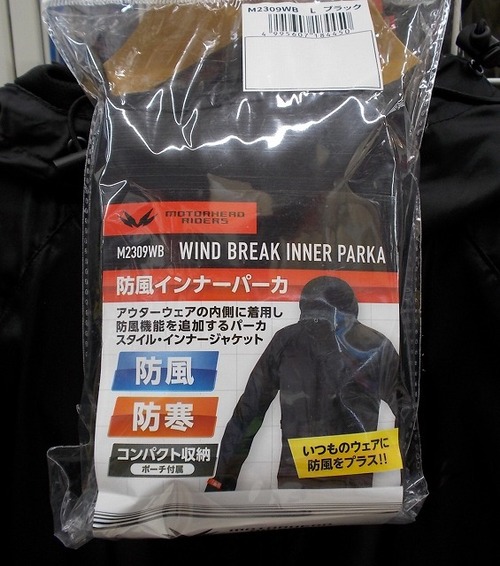 M2309WB L ブラック
4 995607 184450
MOTORHEAD
RIDERS
M2309WB WIND BREAK INNER PARKA
防風インナーパーカ
アウターウェアの内側に着用し
防風機能を追加するパーカ
スタイル・インナージャケット
防風
防寒
コンパクト収納
ポーチ付属
いつものウェアに
防風をプラス!!